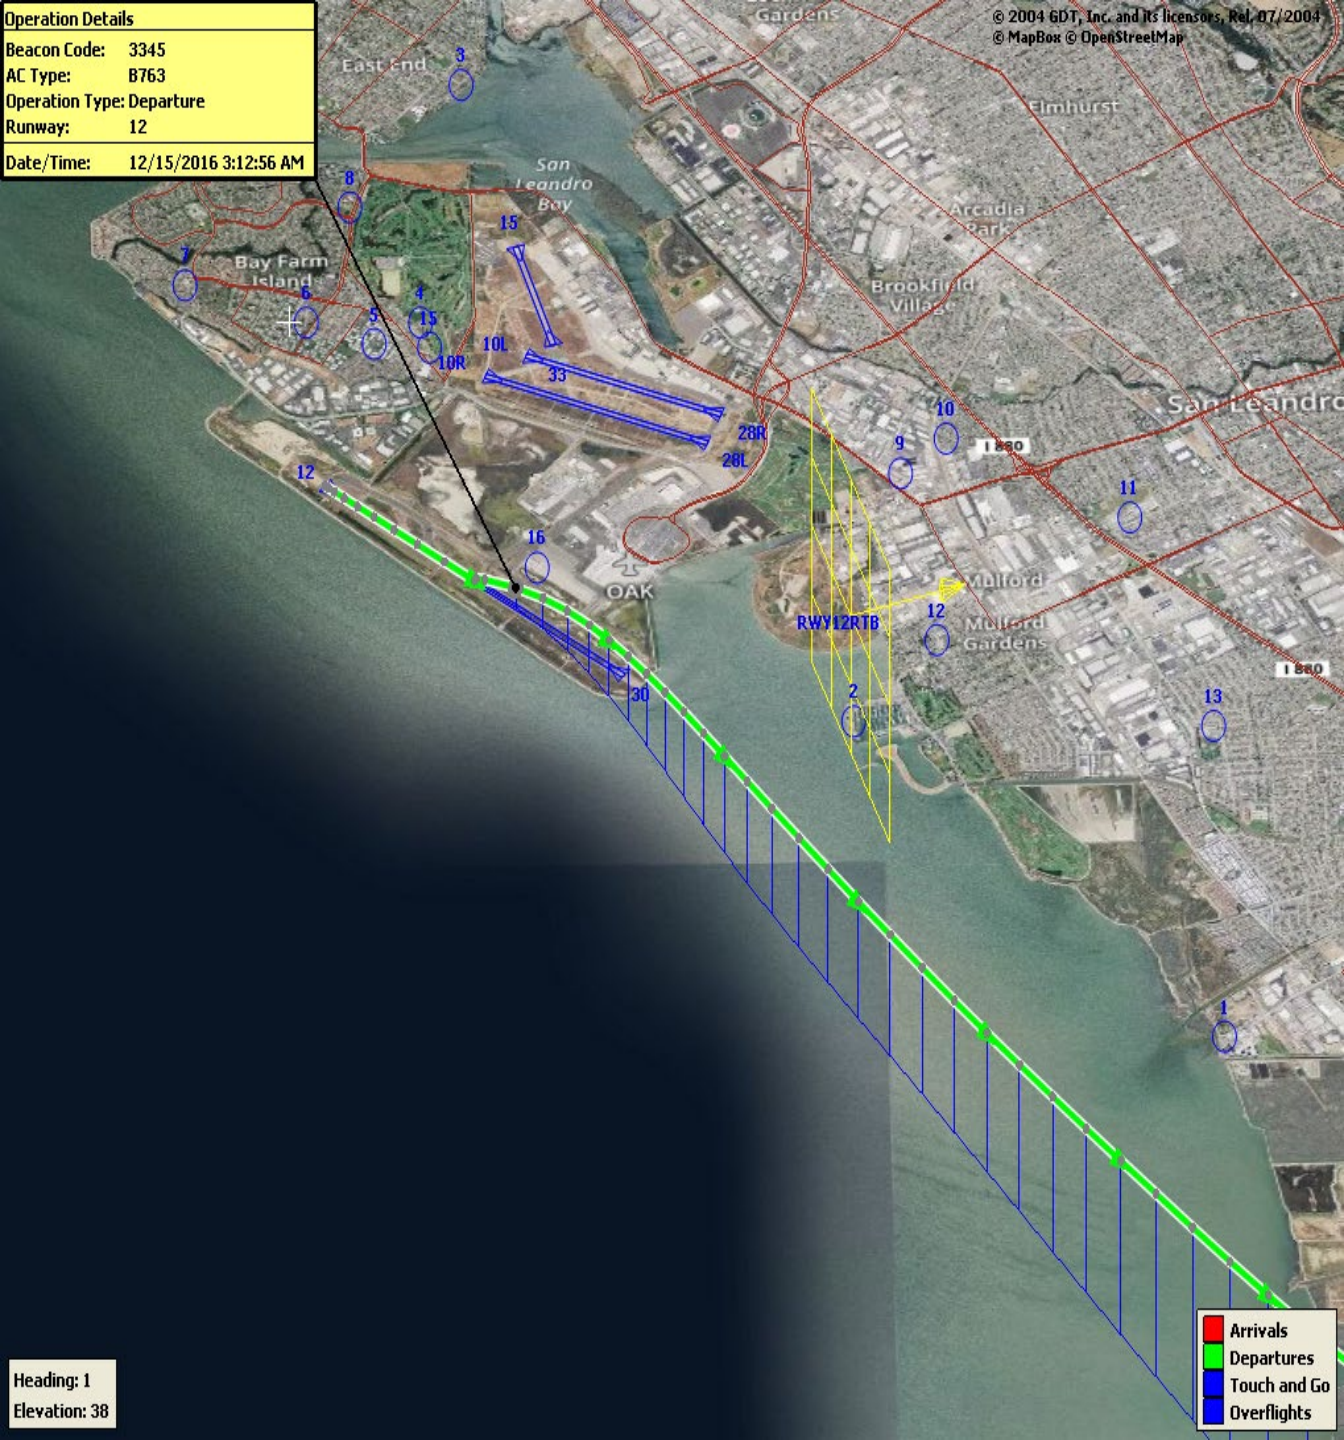 Operation Details
Beacon Code: 3345
AC Type: B763
Operation Type: Departure
Runway: 12
Date/Time: 12/15/2016 3:12:56 AM
© 2004 GDT, Inc. and its licensors, Rel. 07/2004
© MapBox © OpenStreetMap
Gardens
East End
3
Elmhurst
San
Leandro
Bay
8
Arcadia
Park
15
7
Bay Farm
Island
Brookfield
Village
6
4
5
15
10L
10R
33
San Leandro
10
28R
9
I 880
28L
12
11
16
OAK
Mulford
RWY12RTB
12
Mulford
Gardens
I 880
30
2
13
1
Arrivals
Departures
Touch and Go
Overflights
Heading: 1
Elevation: 38